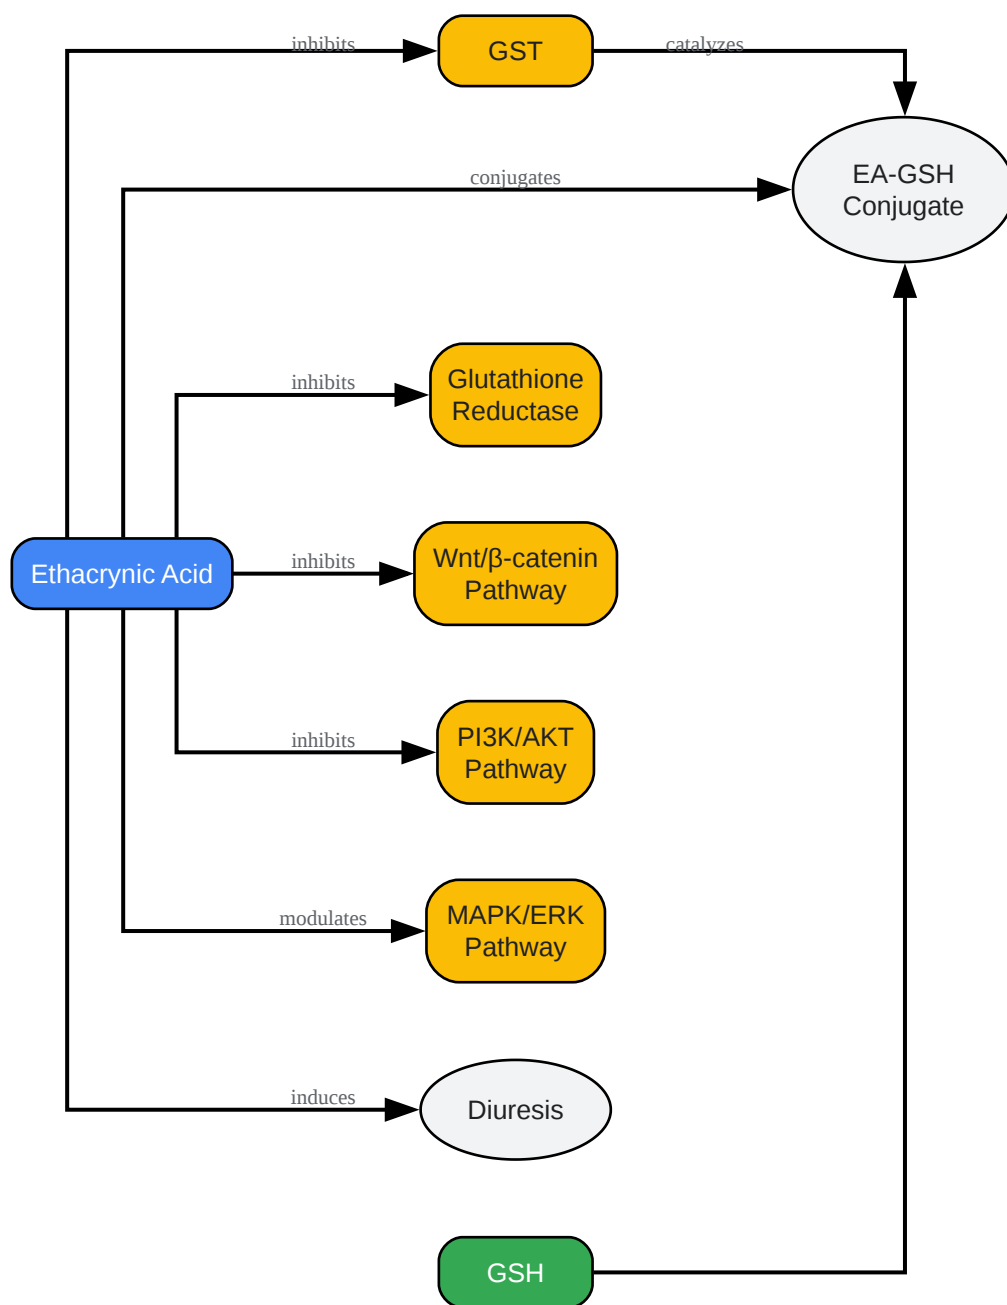 inhibits
GST
catalyzes
EA-GSH
Conjugate
conjugates
Glutathione
Reductase
inhibits
Ethacrynic Acid
inhibits
Wnt/β-catenin
Pathway
inhibits
PI3K/AKT
Pathway
modulates
MAPK/ERK
Pathway
induces
Diuresis
GSH